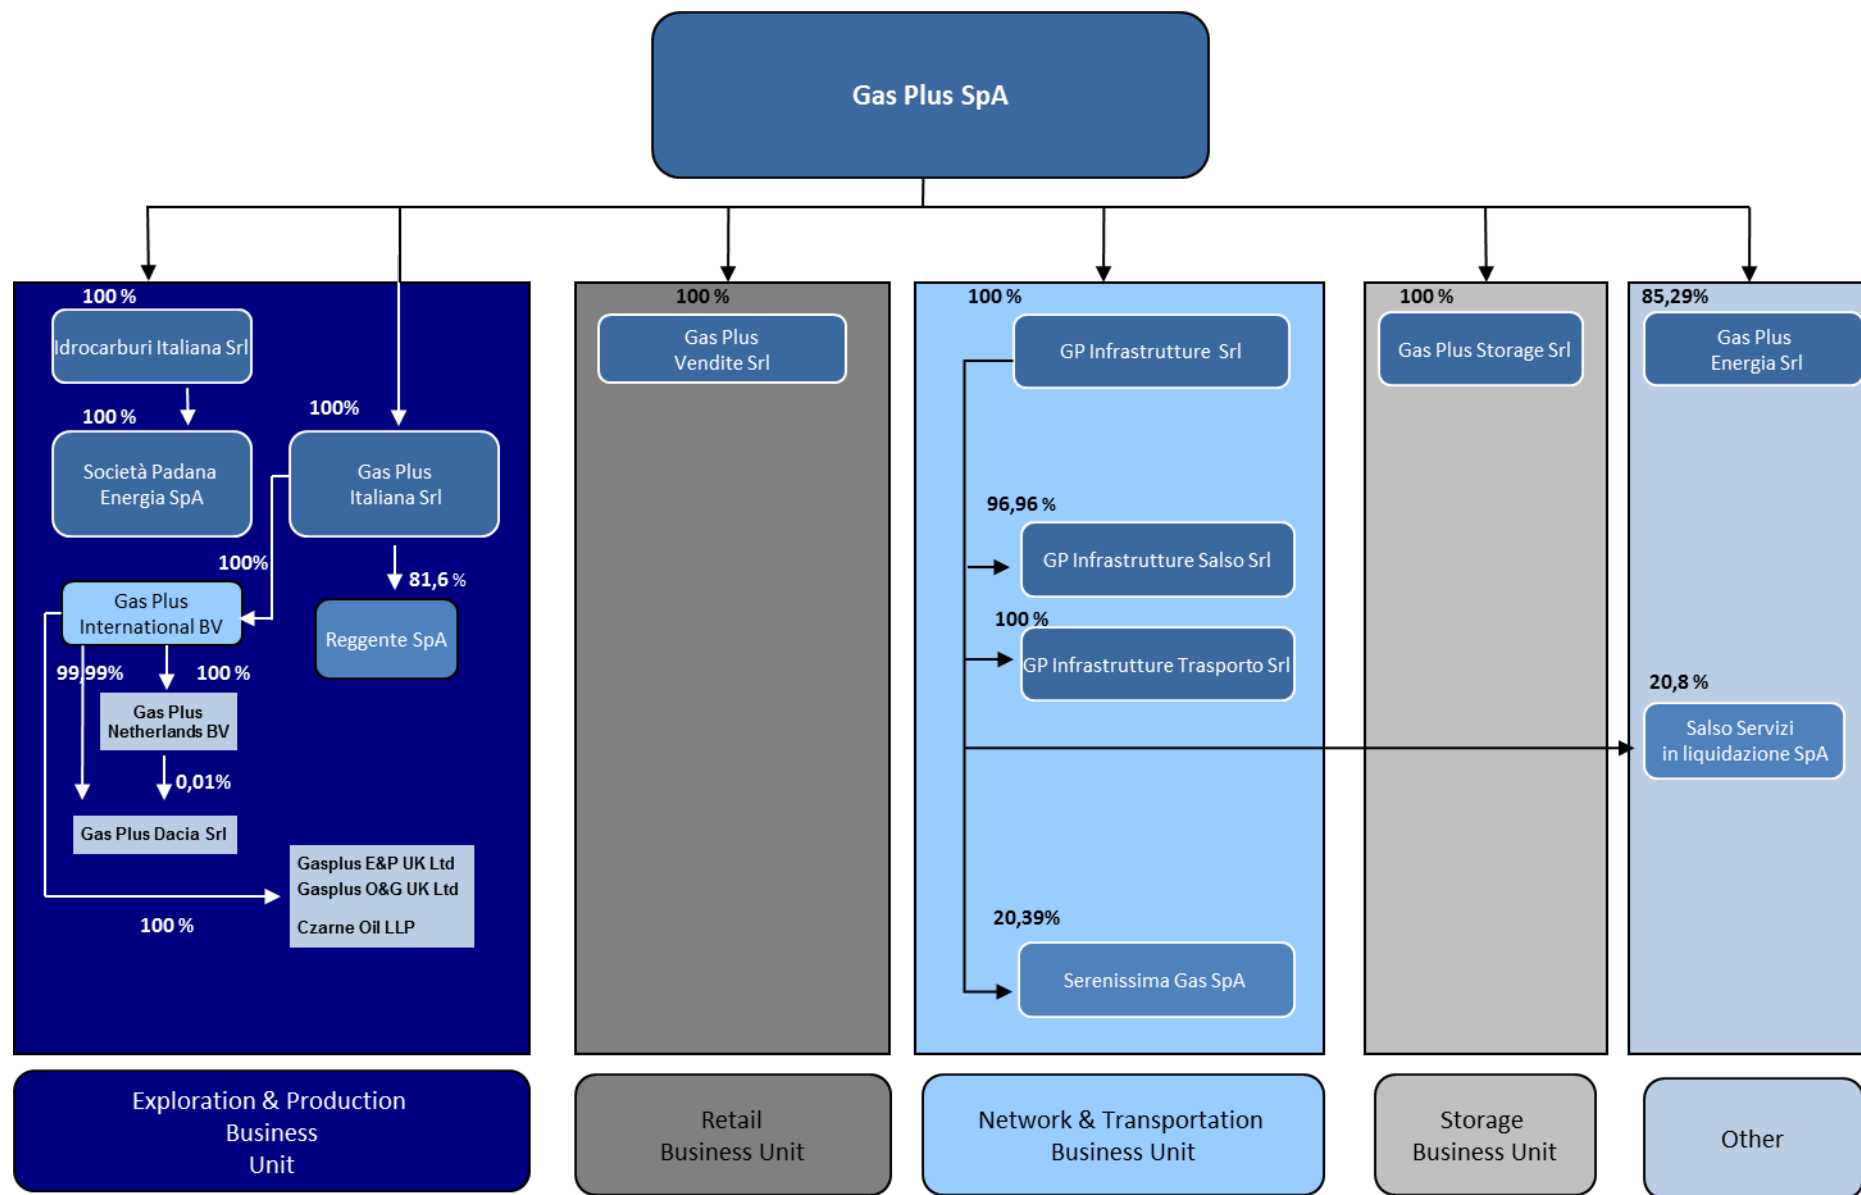 Gas Plus SpA
100 %
Idrocarburi Italiana Srl
100 %
Società Padana
Energia SpA
100%
Gas Plus
Italiana Srl
100%
81,6 %
Gas Plus
International BV
Reggente SpA
99,99%
100 %
Gas Plus
Netherlands BV
0,01%
Gas Plus Dacia Srl
Gasplus E&P UK Ltd
Gasplus O&G UK Ltd
Czarne Oil LLP
100 %
100 %
Gas Plus
Vendite Srl
100 %
GP Infrastrutture Srl
96,96 %
GP Infrastrutture Salso Srl
100 %
GP Infrastrutture Trasporto Srl
20,39%
Serenissima Gas SpA
100 %
Gas Plus Storage Srl
85,29%
Gas Plus
Energia Srl
20,8 %
Salso Servizi
in liquidazione SpA
Exploration & Production
Business
Unit
Retail
Business Unit
Network & Transportation
Business Unit
Storage
Business Unit
Other